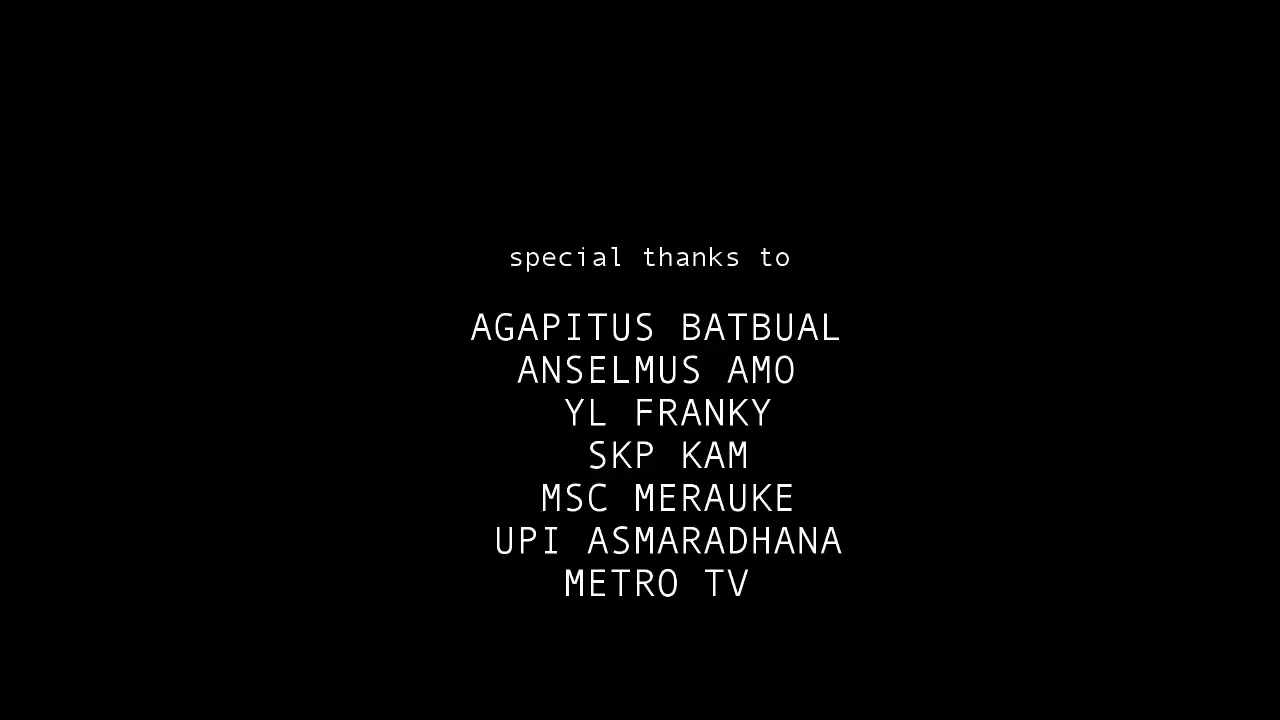 special thanks to
AGAPITUS BATBUAL
ANSELMUS AMO
YL FRANKY
SKP KAM
MSC MERAUKE
UPI ASMARADHANA
METRO TV